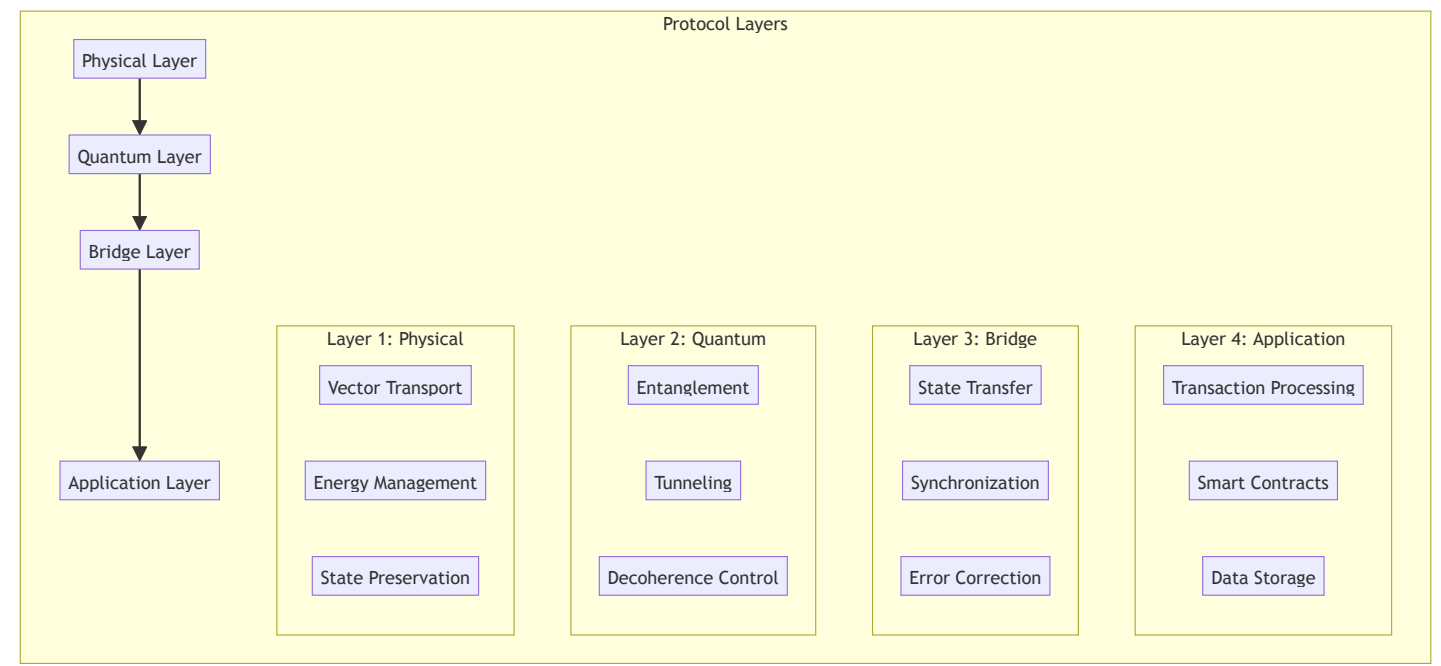 Protocol Layers
Physical Layer
Quantum Layer
Bridge Layer
Application Layer
Layer 1: Physical
Vector Transport
Energy Management
State Preservation
Layer 2: Quantum
Entanglement
Tunneling
Decoherence Control
Layer 3: Bridge
State Transfer
Synchronization
Error Correction
Layer 4: Application
Transaction Processing
Smart Contracts
Data Storage